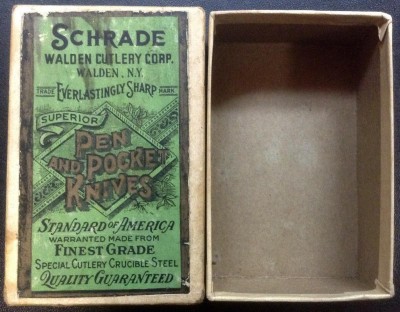 SCHRADE
WALDEN CUTLERY CORP.
WALDEN, N.Y.
TRADE EVERLASTINGLY SHARP MARK
SUPERIOR
PEN
AND POCKET
KNIVES
STANDARD OF AMERICA
WARRANTED MADE FROM
FINEST GRADE
SPECIAL CUTLERY CRUCIBLE STEEL
QUALITY GUARANTEED